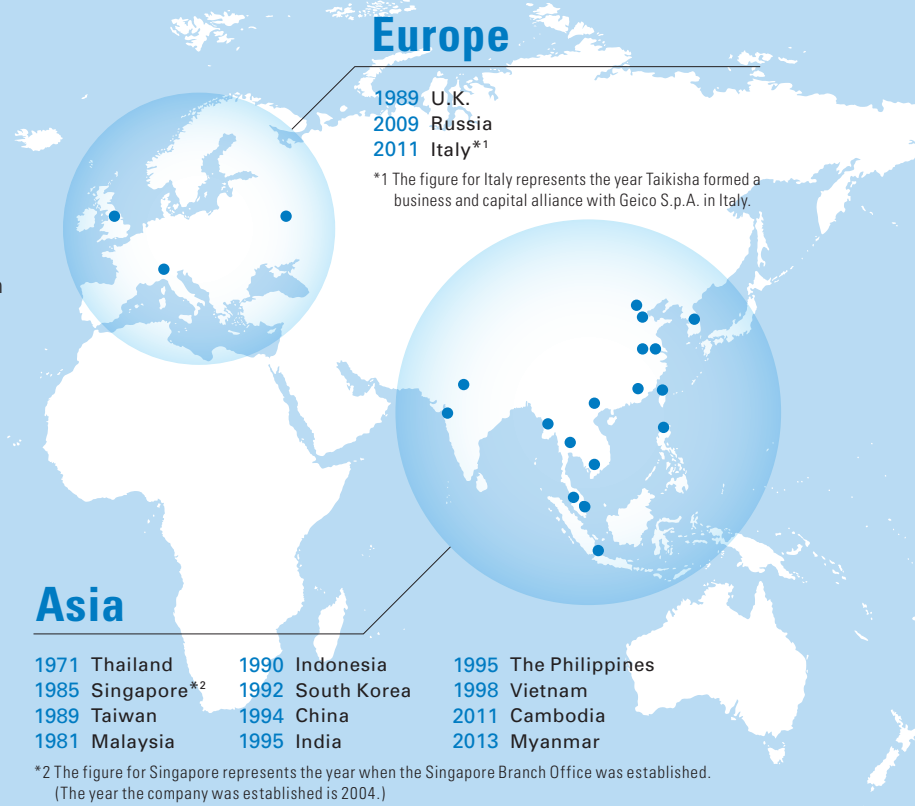 Europe
1989 U.K.
2009 Russia
2011 Italy*1
*1 The figure for Italy represents the year Taikisha formed a
business and capital alliance with Geico S.p.A. in Italy.
Asia
1971 Thailand
1985 Singapore*2
1989 Taiwan
1981 Malaysia
1990 Indonesia
1992 South Korea
1994 China
1995 India
1995 The Philippines
1998 Vietnam
2011 Cambodia
2013 Myanmar
*2 The figure for Singapore represents the year when the Singapore Branch Office was established.
(The year the company was established is 2004.)